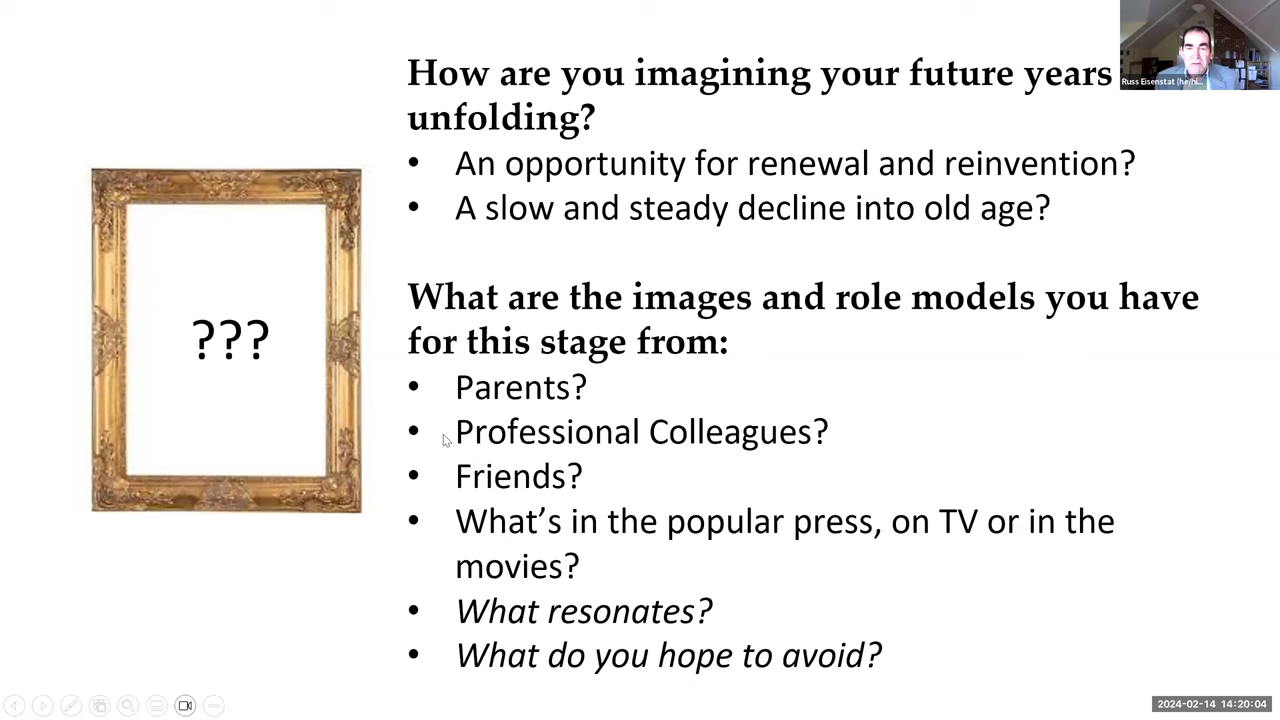 How are you imagining your future years
unfolding?
• An opportunity for renewal and reinvention?
• A slow and steady decline into old age?
What are the images and role models you have
for this stage from:
• Parents?
• Professional Colleagues?
• Friends?
• What’s in the popular press, on TV or in the
movies?
• What resonates?
• What do you hope to avoid?
???
Russ Eisenstat (he/hi...
2024-02-14 14:20:04